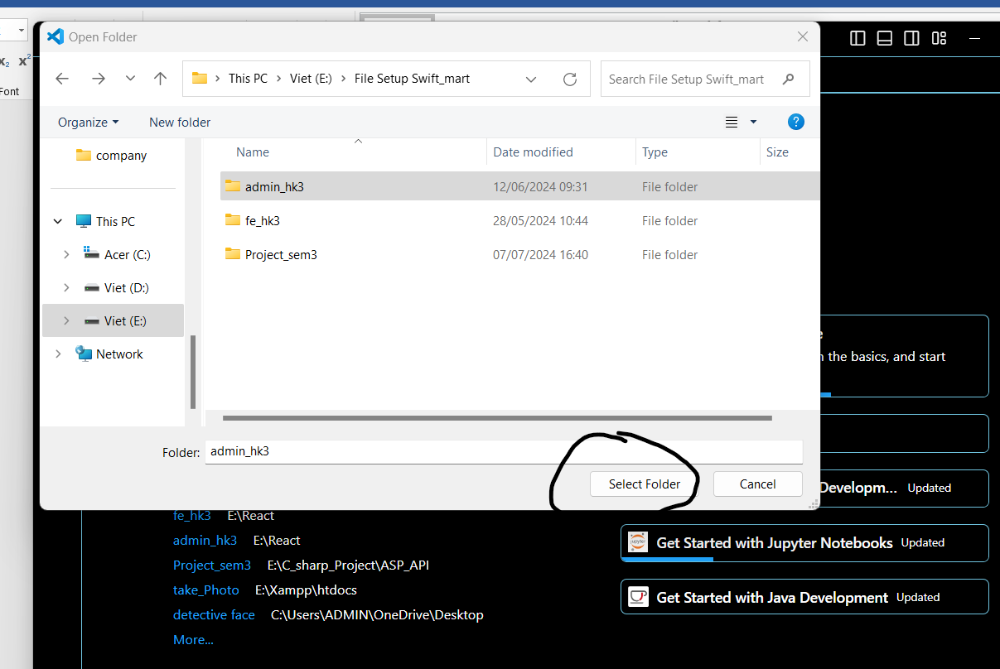 Open Folder
X₂ X²
Font
This PC > Viet (E:) > File Setup Swift_mart
Search File Setup Swift_mart
Organize
New folder
?
company
This PC
Acer (C:)
Viet (D:)
Viet (E:)
Network
Name Date modified Type Size
admin_hk3 12/06/2024 09:31 File folder
fe_hk3 28/05/2024 10:44 File folder
Project_sem3 07/07/2024 16:40 File folder
Folder: admin_hk3
Select Folder Cancel
fe_hk3 E:\React
admin_hk3 E:\React
Project_sem3 E:\C_sharp_Project\ASP_API
take_Photo E:\Xampp\htdocs
detective face C:\Users\ADMIN\OneDrive\Desktop
More...
the basics, and start
Developm... Updated
jupyter
Get Started with Jupyter Notebooks Updated
Get Started with Java Development Updated